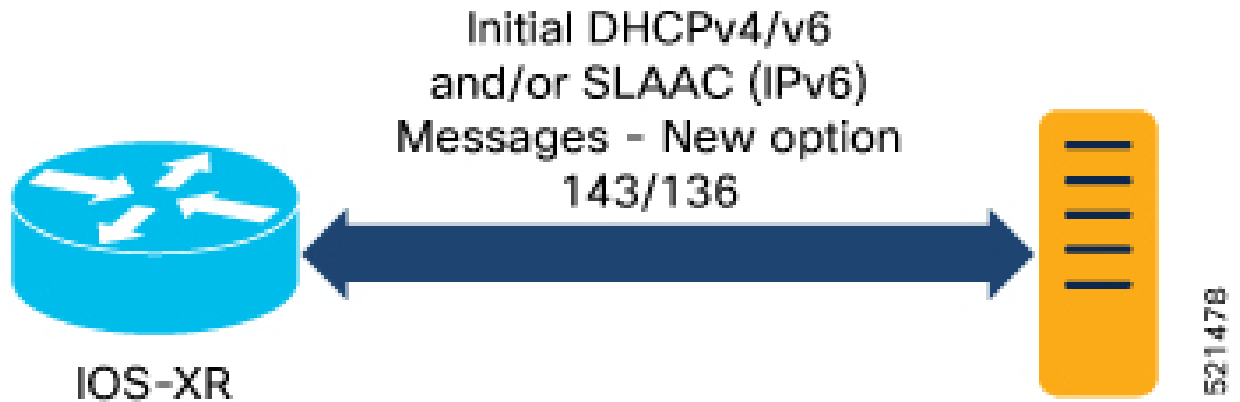 Initial DHCPv4/v6
and/or SLAAC (IPv6)
Messages - New option
143/136
IOS-XR
521478